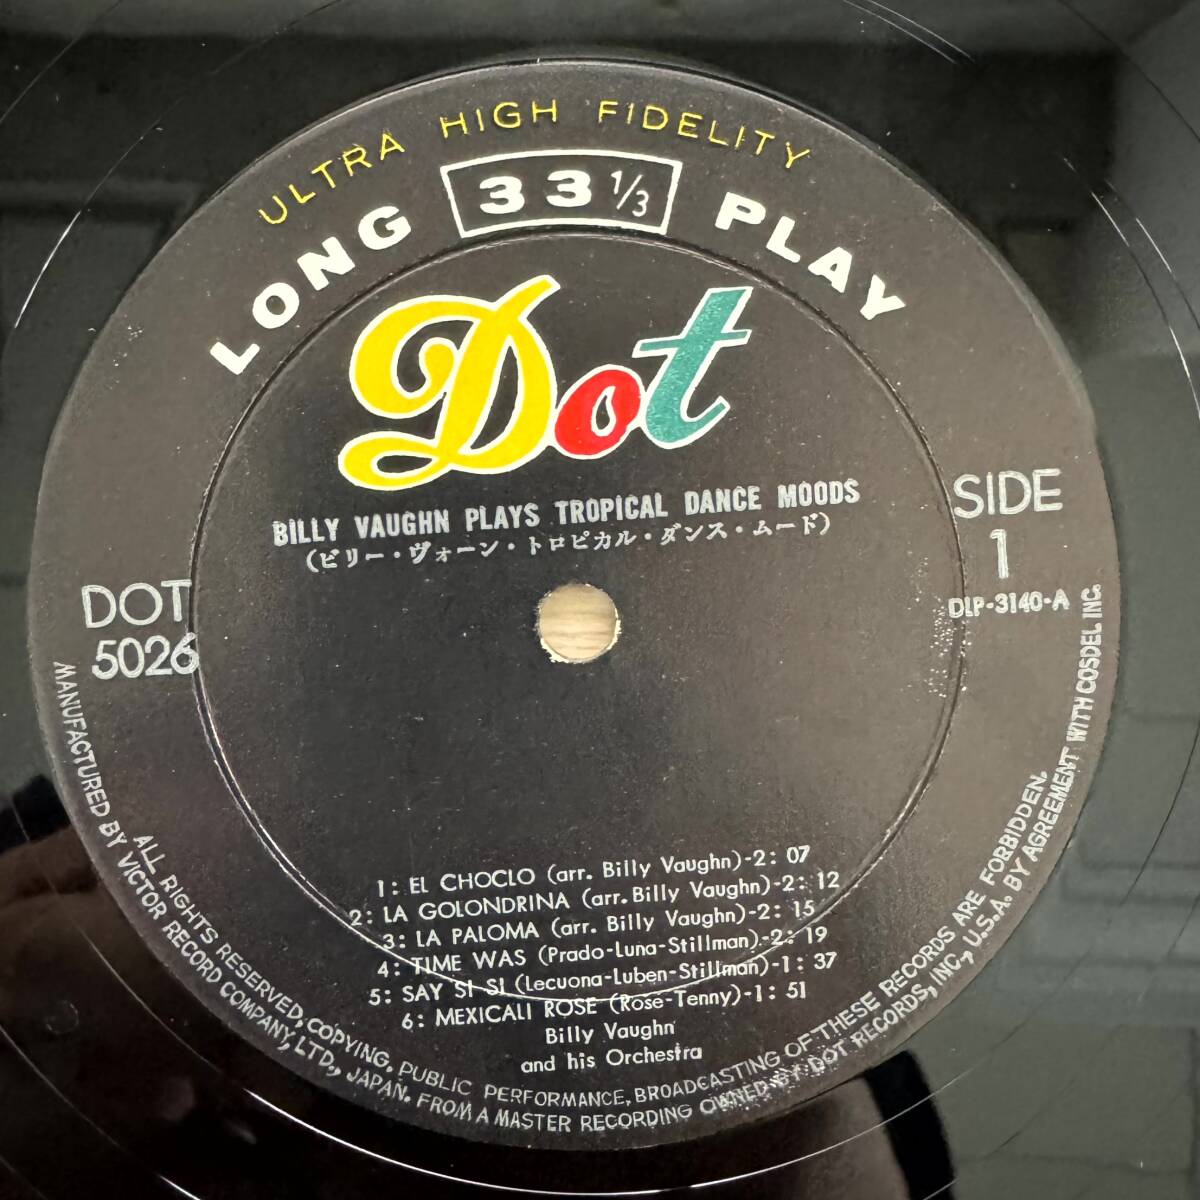 ULTRA HIGH FIDELITY
LONG 33 1/3 PLAY
Dot
BILLY VAUGHN PLAYS TROPICAL DANCE MOODS
(ビリー・ヴォーン・トロピカル・ダンス・ムード)
SIDE
1
DLP-3140-A
DOT
5026
1: EL CHOCLO (arr. Billy Vaughn)-2: 07
2: LA GOLONDRINA (arr. Billy Vaughn)-2: 12
3: LA PALOMA (arr. Billy Vaughn)-2: 15
4: TIME WAS (Prado-Luna-Stillman)-2: 19
5: SAY SI SI (Lecuona-Luben-Stillman)-1: 37
6: MEXICALI ROSE (Rose-Tenny)-1: 51
Billy Vaughn
and his Orchestra
ALL RIGHTS RESERVED, COPYING. PUBLIC PERFORMANCE, BROADCASTING OF THESE RECORDS ARE FORBIDDEN.
MANUFACTURED BY VICTOR RECORD COMPANY, LTD., JAPAN. FROM A MASTER RECORDING OWNED BY DOT RECORDS, INC., U.S.A. BY AGREEMENT WITH COSDEL INC.